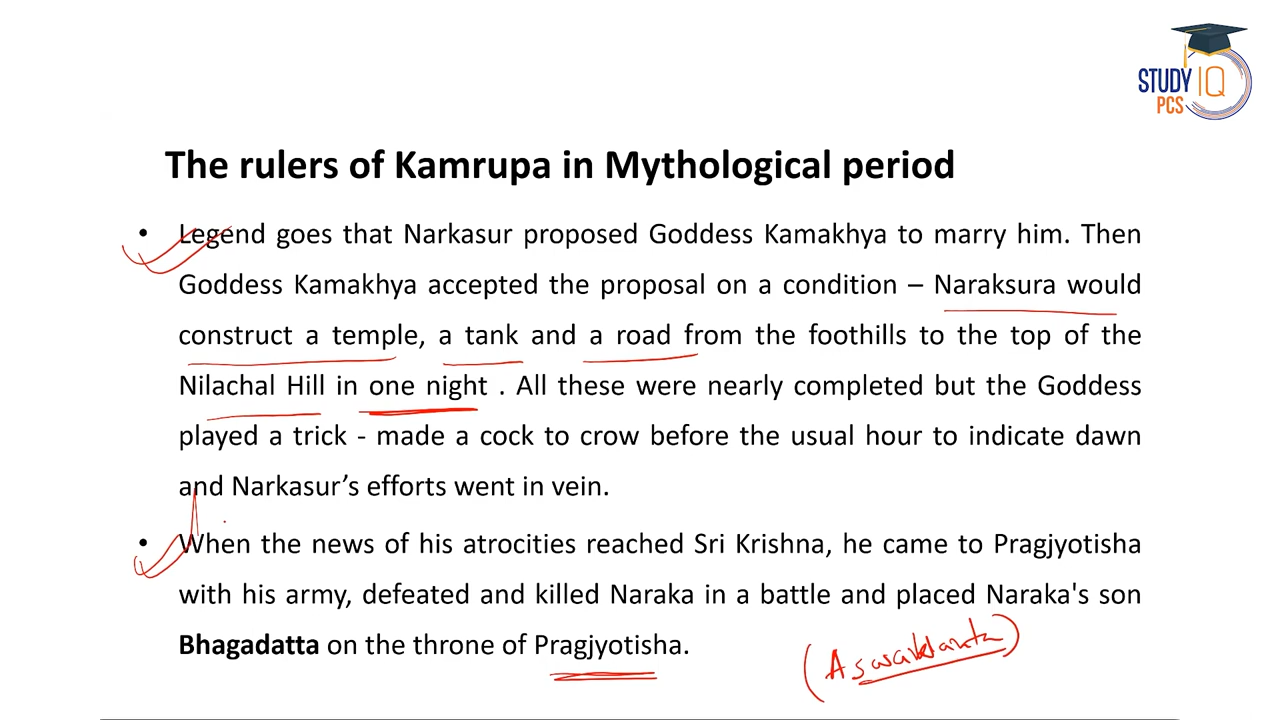 STUDY IQ
PCS
The rulers of Kamrupa in Mythological period
• Legend goes that Narkasur proposed Goddess Kamakhya to marry him. Then
Goddess Kamakhya accepted the proposal on a condition – Naraksura would
construct a temple, a tank and a road from the foothills to the top of the
Nilachal Hill in one night . All these were nearly completed but the Goddess
played a trick - made a cock to crow before the usual hour to indicate dawn
and Narkasur’s efforts went in vein.
• When the news of his atrocities reached Sri Krishna, he came to Pragjyotisha
with his army, defeated and killed Naraka in a battle and placed Naraka's son
Bhagadatta on the throne of Pragjyotisha.
(Aswaklanta)